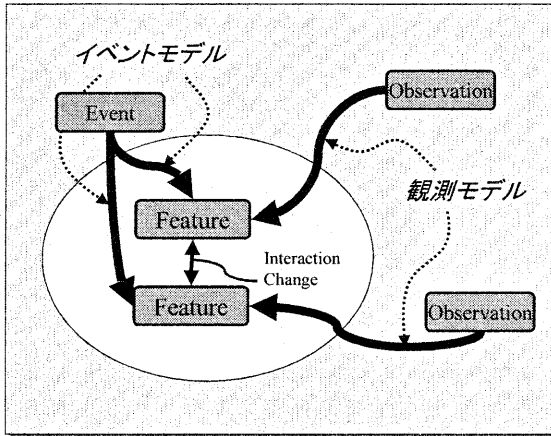 イベントモデル
Event
Observation
観測モデル
Feature
Interaction
Change
Feature
Observation